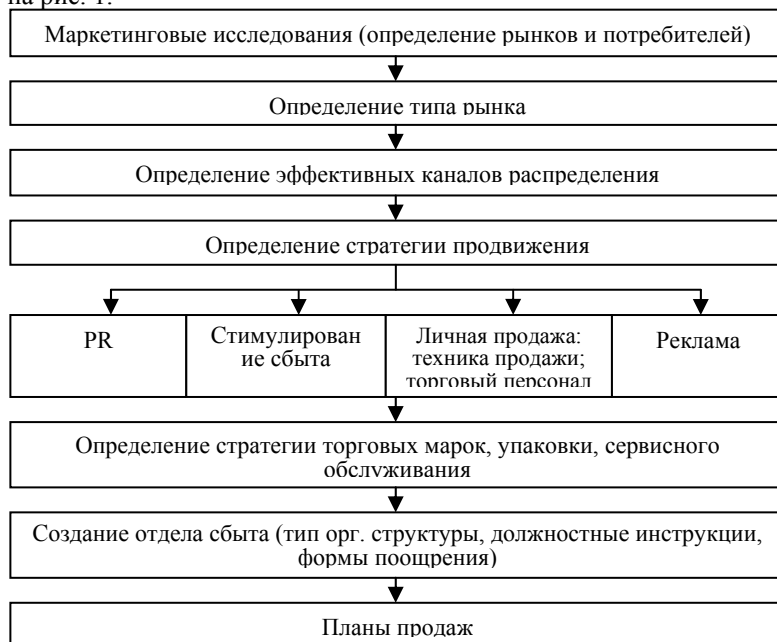 на рис. 1.
Маркетинговые исследования (определение рынков и потребителей)
Определение типа рынка
Определение эффективных каналов распределения
Определение стратегии продвижения
PR
Стимулирован
ие сбыта
Личная продажа:
техника продажи;
торговый персонал
Реклама
Определение стратегии торговых марок, упаковки, сервисного
обслуживания
Создание отдела сбыта (тип орг. структуры, должностные инструкции,
формы поощрения)
Планы продаж